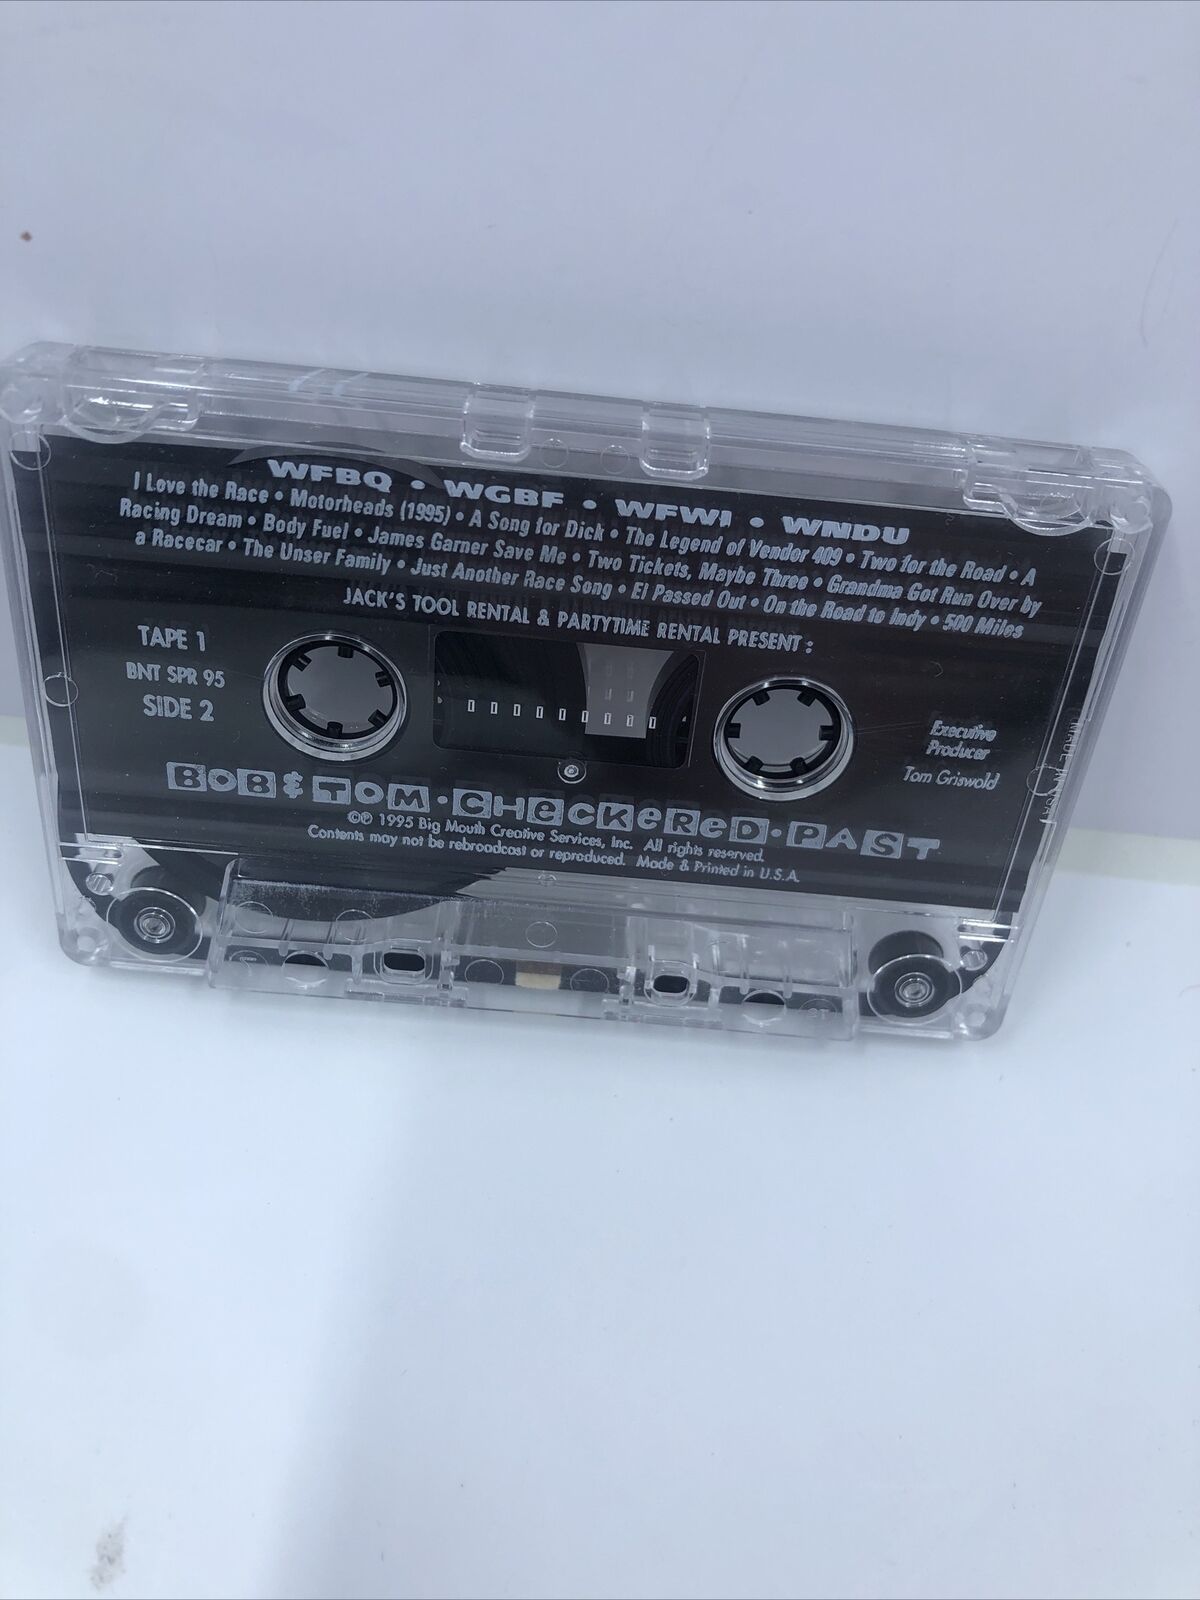 WFBQ • WGBF • WFWI • WNDU
I Love the Race • Motorheads (1995) • A Song for Dick • The Legend of Vendor 409 • Two for the Road • A
Racing Dream • Body Fuel • James Garner Save Me • Two Tickets, Maybe Three • Grandma Got Run Over by
a Racecar • The Unser Family • Just Another Race Song • El Passed Out • On the Road to Indy • 500 Miles
JACK'S TOOL RENTAL & PARTYTIME RENTAL PRESENT :
TAPE 1
BNT SPR 95
SIDE 2
Executive
Producer
Tom Griswold
BOB & TOM • CHeCKeReD • PAST
©℗ 1995 Big Mouth Creative Services, Inc. All rights reserved.
Contents may not be rebroadcast or reproduced. Made & Printed in U.S.A.